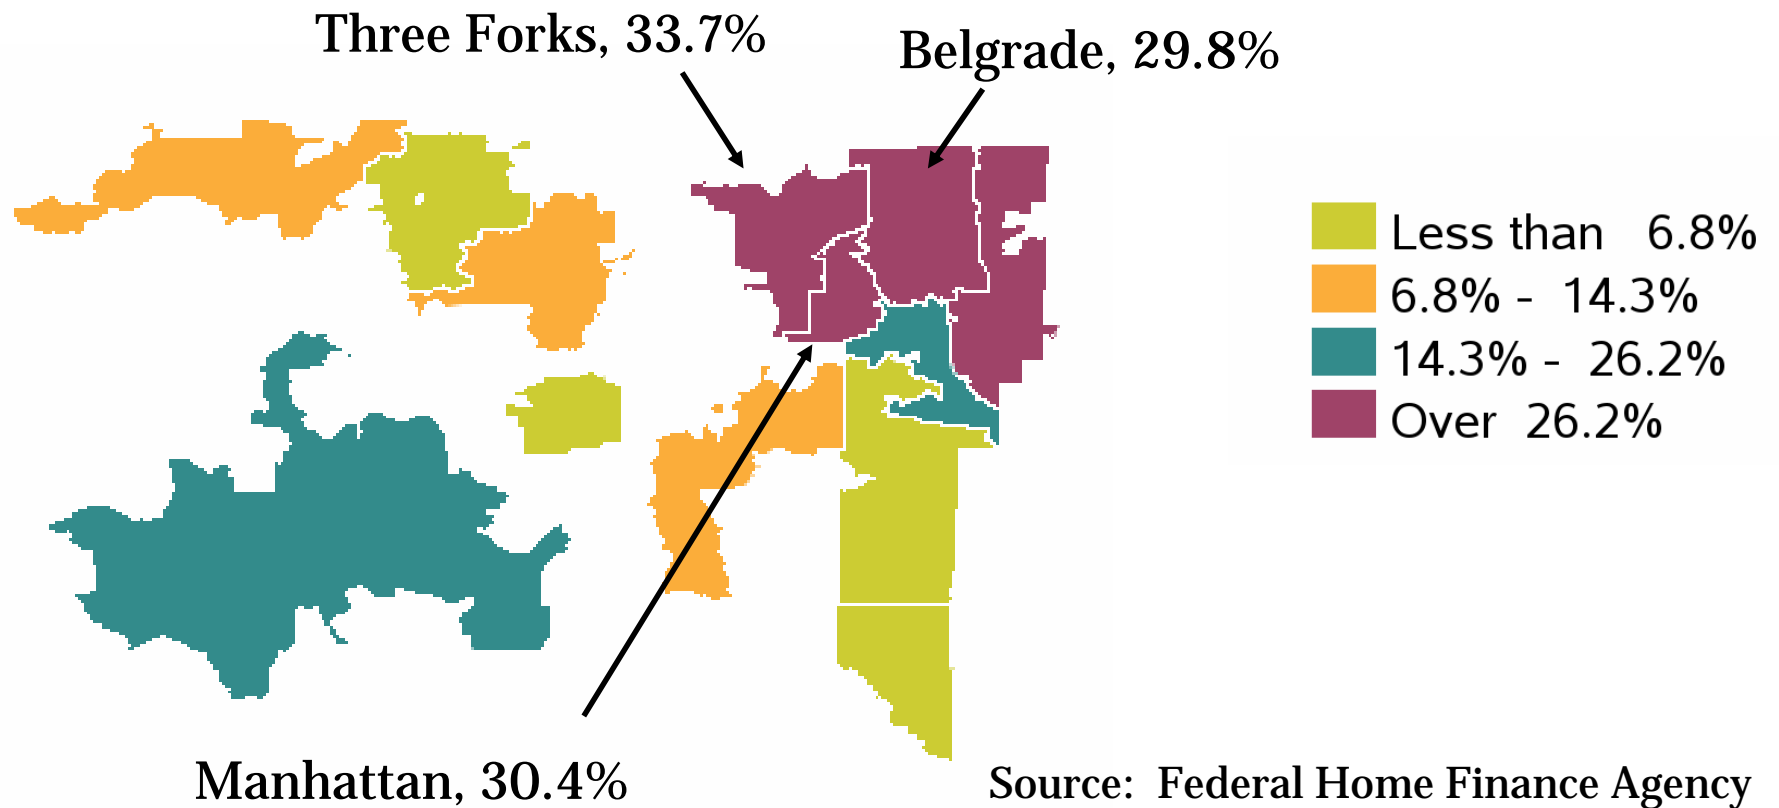 Three Forks, 33.7%
Belgrade, 29.8%
Less than 6.8%
6.8% - 14.3%
14.3% - 26.2%
Over 26.2%
Manhattan, 30.4%
Source: Federal Home Finance Agency